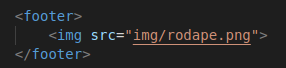 <footer>
<img src="img/rodape.png">
</footer>